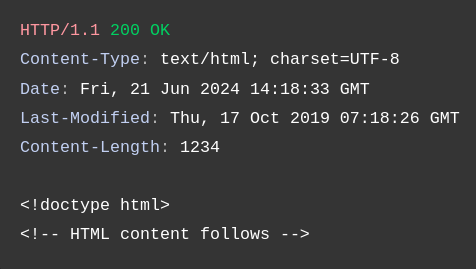 HTTP/1.1 200 OK
Content-Type: text/html; charset=UTF-8
Date: Fri, 21 Jun 2024 14:18:33 GMT
Last-Modified: Thu, 17 Oct 2019 07:18:26 GMT
Content-Length: 1234

<!doctype html>
<!-- HTML content follows -->